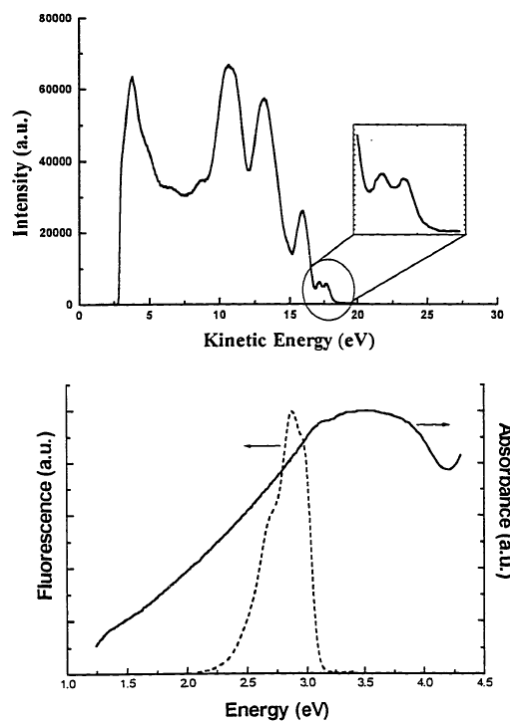 80000
60000
40000
20000
0
Intensity (a.u.)
0 5 10 15 20 25 30
Kinetic Energy (eV)
Fluorescence (a.u.)
Absorbance (a.u.)
1.0 1.5 2.0 2.5 3.0 3.5 4.0 4.5
Energy (eV)